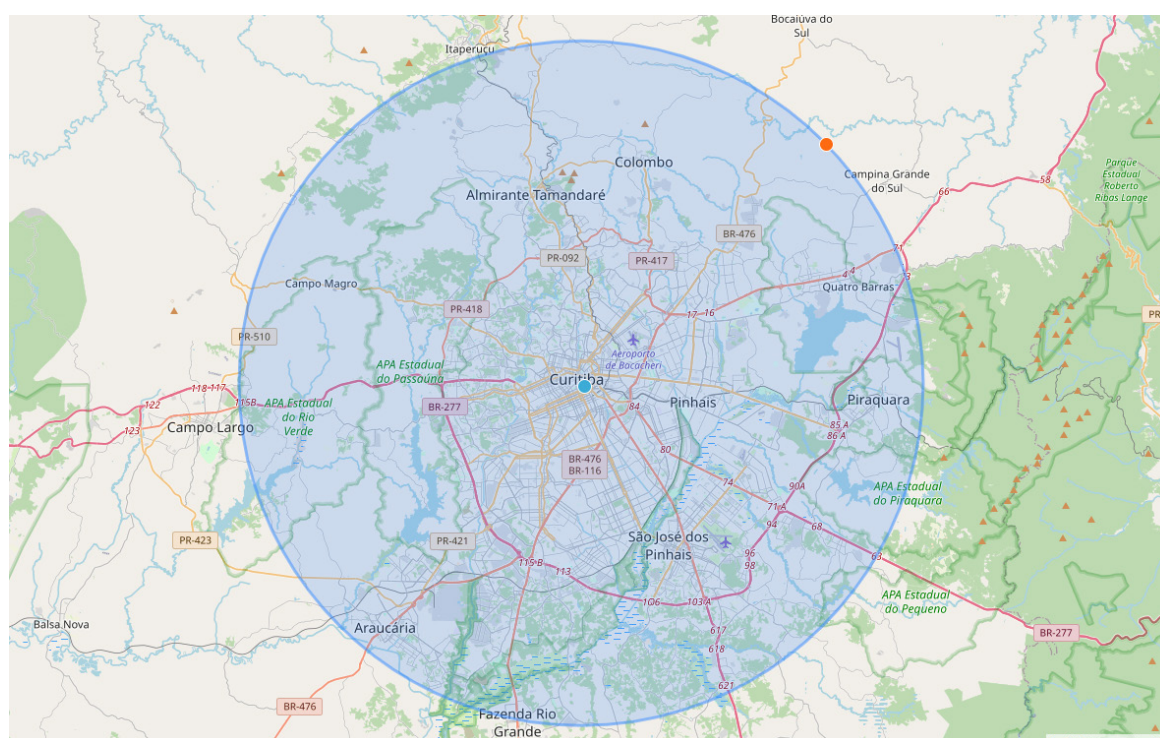 Bocaiúva do
Sul
Itaperuçu
Colombo
Campina Grande
do Sul
Parque
Estadual
Roberto
Ribas Lange
58
66
Almirante Tamandaré
BR-476
71
PR-092
PR-417
4 4
3
Campo Magro
Quatro Barras
PR-418
17
16
PR
PR-510
Aeroporto
de Bacacheri
APA Estadual
do Passaúna
Curitiba
118
117
115B
122
123
APA Estadual
do Rio
Verde
BR-277
84
Pinhais
Piraquara
Campo Largo
85 A
86 A
80
BR-476
BR-116
74
90A
APA Estadual
do Piraquara
71 A
94
68
PR-423
PR-421
São José dos
Pinhais
96
98
63
115 B
113
106
103 A
APA Estadual
do Pequeno
Balsa Nova
Araucária
617
618
BR-277
621
BR-476
Fazenda Rio
Grande